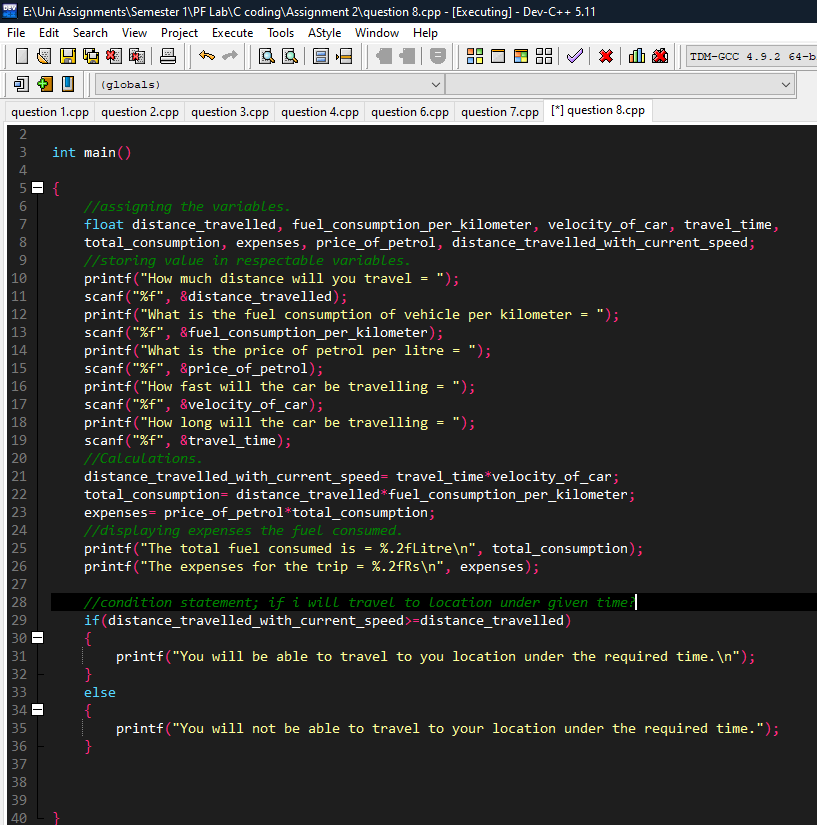 E:\Uni Assignments\Semester 1\PF Lab\C coding\Assignment 2\question 8.cpp - [Executing] - Dev-C++ 5.11
File Edit Search View Project Execute Tools AStyle Window Help
TDM-GCC 4.9.2 64-b
(globals)
question 1.cpp question 2.cpp question 3.cpp question 4.cpp question 6.cpp question 7.cpp [*] question 8.cpp
2
3 int main()
4
5 {
6 //assigning the variables.
7 float distance_travelled, fuel_consumption_per_kilometer, velocity_of_car, travel_time,
8 total_consumption, expenses, price_of_petrol, distance_travelled_with_current_speed;
9 //storing value in respectable variables.
10 printf("How much distance will you travel = ");
11 scanf("%f", &distance_travelled);
12 printf("What is the fuel consumption of vehicle per kilometer = ");
13 scanf("%f", &fuel_consumption_per_kilometer);
14 printf("What is the price of petrol per litre = ");
15 scanf("%f", &price_of_petrol);
16 printf("How fast will the car be travelling = ");
17 scanf("%f", &velocity_of_car);
18 printf("How long will the car be travelling = ");
19 scanf("%f", &travel_time);
20 //Calculations.
21 distance_travelled_with_current_speed= travel_time*velocity_of_car;
22 total_consumption= distance_travelled*fuel_consumption_per_kilometer;
23 expenses= price_of_petrol*total_consumption;
24 //displaying expenses the fuel consumed.
25 printf("The total fuel consumed is = %.2fLitre\n", total_consumption);
26 printf("The expenses for the trip = %.2fRs\n", expenses);
27
28 //condition statement; if i will travel to location under given time?
29 if(distance_travelled_with_current_speed>=distance_travelled)
30 {
31 printf("You will be able to travel to you location under the required time.\n");
32 }
33 else
34 {
35 printf("You will not be able to travel to your location under the required time.");
36 }
37
38
39
40 }